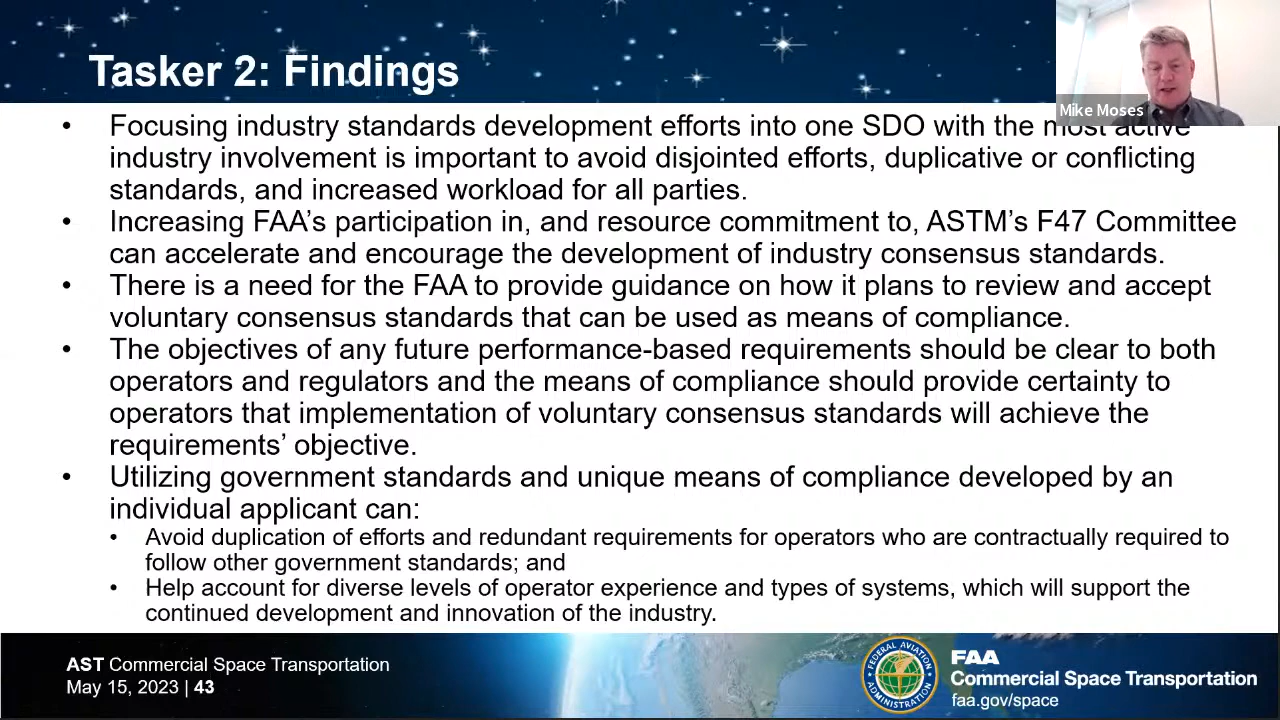 Tasker 2: Findings
Mike Moses
• Focusing industry standards development efforts into one SDO with the most active
industry involvement is important to avoid disjointed efforts, duplicative or conflicting
standards, and increased workload for all parties.
• Increasing FAA’s participation in, and resource commitment to, ASTM’s F47 Committee
can accelerate and encourage the development of industry consensus standards.
• There is a need for the FAA to provide guidance on how it plans to review and accept
voluntary consensus standards that can be used as means of compliance.
• The objectives of any future performance-based requirements should be clear to both
operators and regulators and the means of compliance should provide certainty to
operators that implementation of voluntary consensus standards will achieve the
requirements’ objective.
• Utilizing government standards and unique means of compliance developed by an
individual applicant can:
• Avoid duplication of efforts and redundant requirements for operators who are contractually required to
follow other government standards; and
• Help account for diverse levels of operator experience and types of systems, which will support the
continued development and innovation of the industry.
AST Commercial Space Transportation
May 15, 2023 | 43
FEDERAL AVIATION
ADMINISTRATION
FAA
Commercial Space Transportation
faa.gov/space